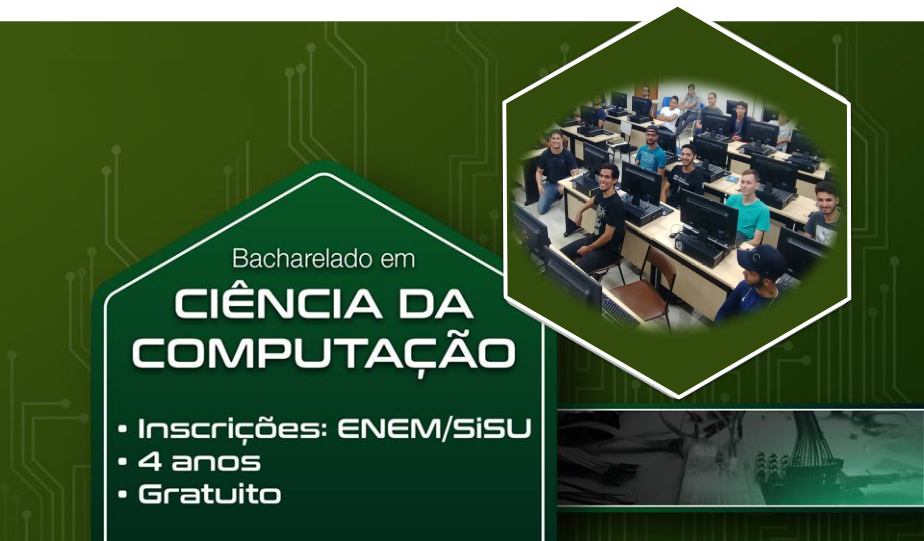 Bacharelado em
CIÊNCIA DA
COMPUTAÇÃO
• Inscrições: ENEM/SiSU
• 4 anos
• Gratuito